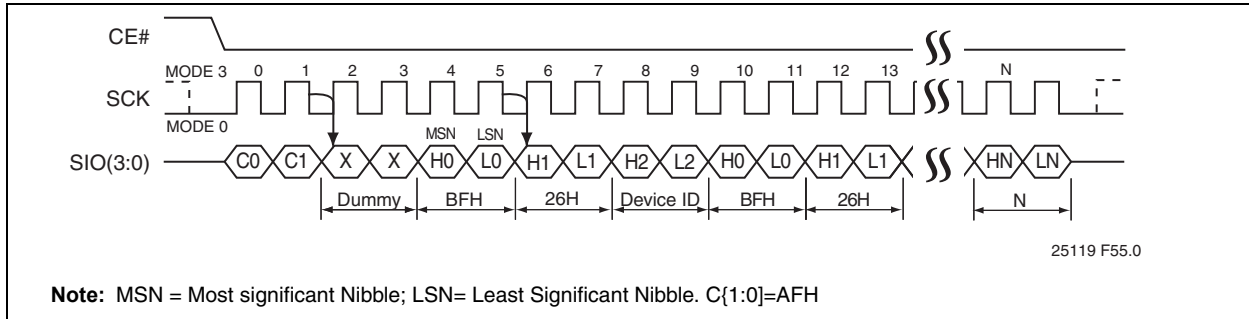 CE#
MODE 3 0 1 2 3 4 5 6 7 8 9 10 11 12 13 N
SCK
MODE 0
MSN LSN
SIO(3:0) C0 C1 X X H0 L0 H1 L1 H2 L2 H0 L0 H1 L1 HN LN
Dummy BFH 26H Device ID BFH 26H N
25119 F55.0
Note: MSN = Most significant Nibble; LSN= Least Significant Nibble. C{1:0]=AFH